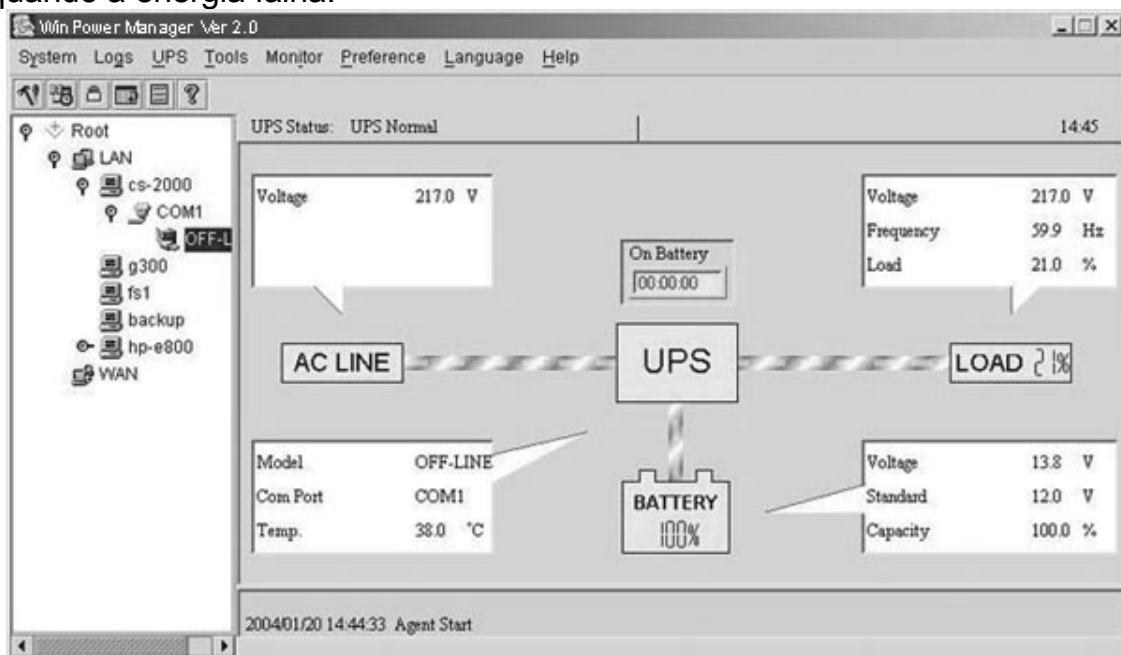 quando a energia falha.
Win Power Manager Ver 2.0
System Logs UPS Tools Monitor Preference Language Help
Root
LAN
cs-2000
COM1
OFF-L
g300
fs1
backup
hp-e800
WAN
UPS Status: UPS Normal
14:45
Voltage 217.0 V
On Battery
00:00:00
Voltage 217.0 V
Frequency 59.9 Hz
Load 21.0 %
AC LINE
UPS
LOAD 21%
Model OFF-LINE
Com Port COM1
Temp. 38.0 °C
BATTERY
100%
Voltage 13.8 V
Standard 12.0 V
Capacity 100.0 %
2004/01/20 14:44:33 Agent Start